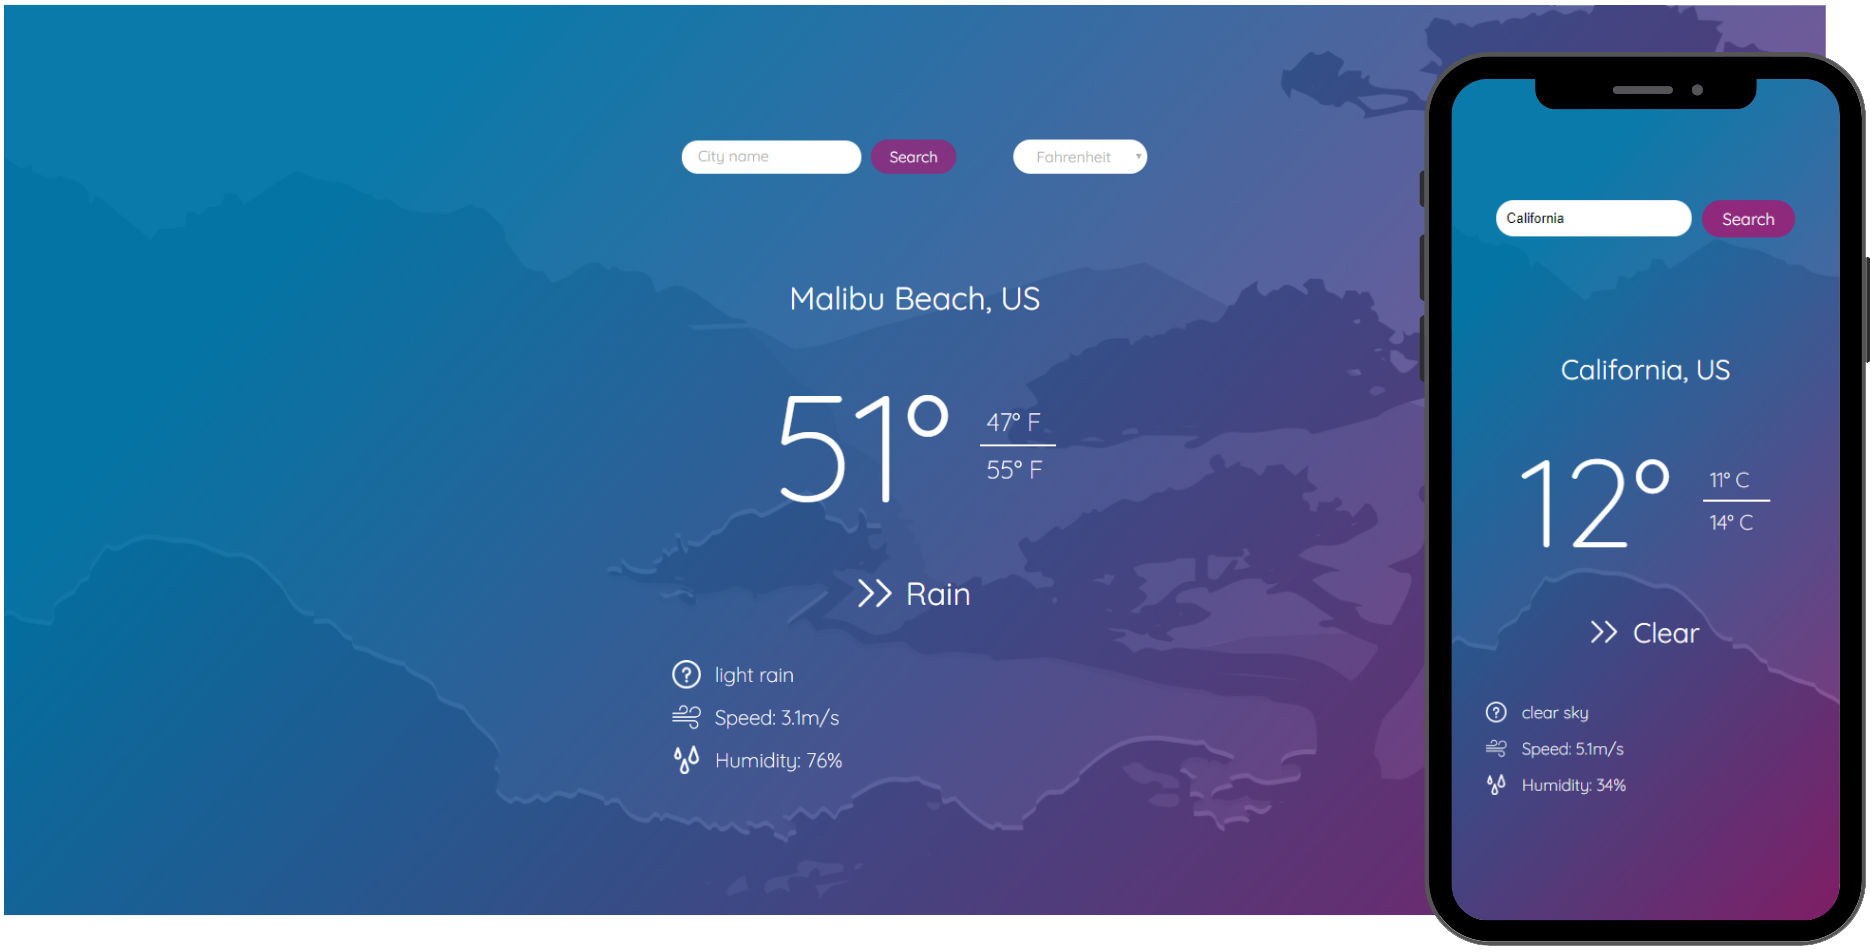 City name
Search
Fahrenheit
Malibu Beach, US
51°
47° F
55° F
Rain
light rain
Speed: 3.1m/s
Humidity: 76%
California
Search
California, US
12°
11° C
14° C
Clear
clear sky
Speed: 5.1m/s
Humidity: 34%